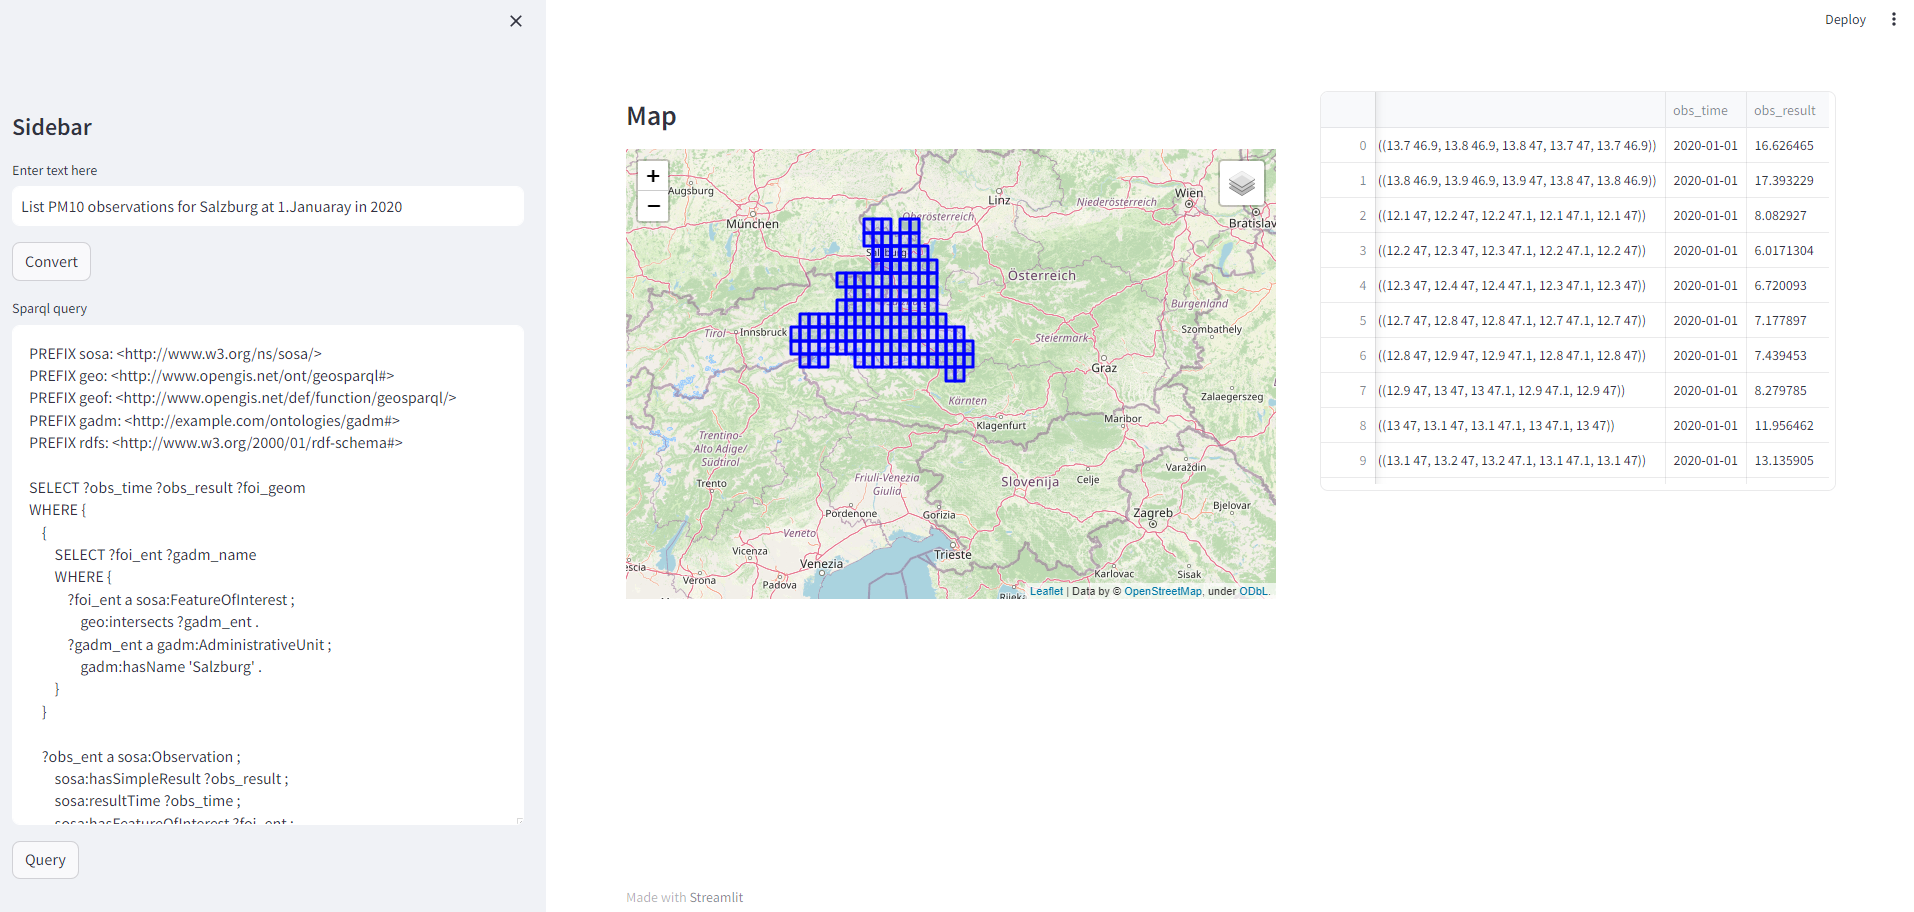 Sidebar
Enter text here
List PM10 observations for Salzburg at 1.Januaray in 2020
Convert
Sparql query
PREFIX sosa: <http://www.w3.org/ns/sosa/>
PREFIX geo: <http://www.opengis.net/ont/geosparql#>
PREFIX geof: <http://www.opengis.net/def/function/geosparql/>
PREFIX gadm: <http://example.com/ontologies/gadm#>
PREFIX rdfs: <http://www.w3.org/2000/01/rdf-schema#>
SELECT ?obs_time ?obs_result ?foi_geom
WHERE {
{
SELECT ?foi_ent ?gadm_name
WHERE {
?foi_ent a sosa:FeatureOfInterest ;
geo:intersects ?gadm_ent .
?gadm_ent a gadm:AdministrativeUnit ;
gadm:hasName 'Salzburg' .
}
}
?obs_ent a sosa:Observation ;
sosa:hasSimpleResult ?obs_result ;
sosa:resultTime ?obs_time ;
sosa:hasFeatureOfInterest ?foi_ent ;
Query
Deploy
Map
+
−
Augsburg
München
Linz
Oberösterreich
Niederösterreich
Wien
Bratislav
Österreich
Burgenland
Szombathely
Tirol
Innsbruck
Steiermark
Graz
Zalaegerszeg
Kärnten
Klagenfurt
Maribor
Trentino-
Alto Adige/
Südtirol
Trento
Friuli-Venezia
Giulia
Slovenija
Celje
Varaždin
Pordenone
Gorizia
Zagreb
Bjelovar
Veneto
Vicenza
Trieste
Venezia
scia
Verona
Padova
Karlovac
Sisak
Rijeka
Leaflet | Data by © OpenStreetMap, under ODbL.
obs_time obs_result
0 ((13.7 46.9, 13.8 46.9, 13.8 47, 13.7 47, 13.7 46.9)) 2020-01-01 16.626465
1 ((13.8 46.9, 13.9 46.9, 13.9 47, 13.8 47, 13.8 46.9)) 2020-01-01 17.393229
2 ((12.1 47, 12.2 47, 12.2 47.1, 12.1 47.1, 12.1 47)) 2020-01-01 8.082927
3 ((12.2 47, 12.3 47, 12.3 47.1, 12.2 47.1, 12.2 47)) 2020-01-01 6.0171304
4 ((12.3 47, 12.4 47, 12.4 47.1, 12.3 47.1, 12.3 47)) 2020-01-01 6.720093
5 ((12.7 47, 12.8 47, 12.8 47.1, 12.7 47.1, 12.7 47)) 2020-01-01 7.177897
6 ((12.8 47, 12.9 47, 12.9 47.1, 12.8 47.1, 12.8 47)) 2020-01-01 7.439453
7 ((12.9 47, 13 47, 13 47.1, 12.9 47.1, 12.9 47)) 2020-01-01 8.279785
8 ((13 47, 13.1 47, 13.1 47.1, 13 47.1, 13 47)) 2020-01-01 11.956462
9 ((13.1 47, 13.2 47, 13.2 47.1, 13.1 47.1, 13.1 47)) 2020-01-01 13.135905
Made with Streamlit